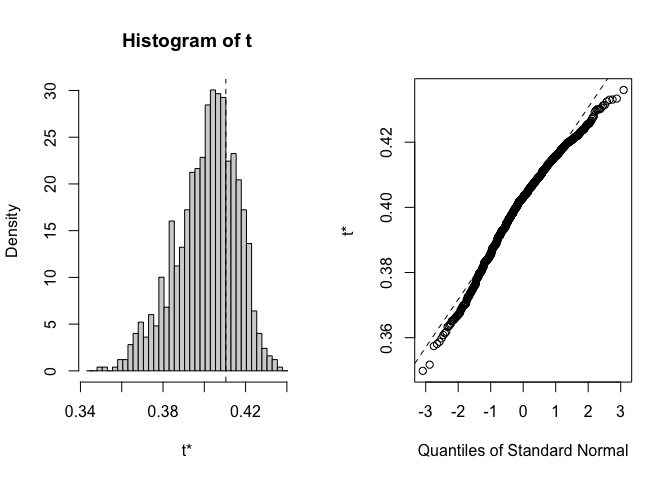 Histogram of t
Density
0 5 10 15 20 25 30
0.34 0.38 0.42
t*
t*
0.36 0.38 0.40 0.42
-3 -2 -1 0 1 2 3
Quantiles of Standard Normal